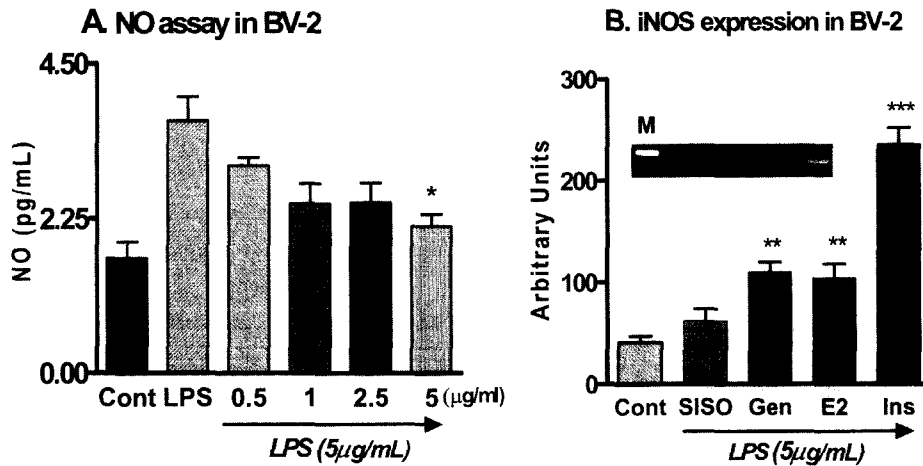 A. NO assay in BV-2
4.50
2.25
0.00
NO (pg/mL)
*
Cont LPS 0.5 1 2.5 5 (μg/ml)
LPS (5μg/mL)
B. iNOS expression in BV-2
300
200
100
0
Arbitrary Units
M
**
**
***
Cont SISO Gen E2 Ins
LPS (5μg/mL)